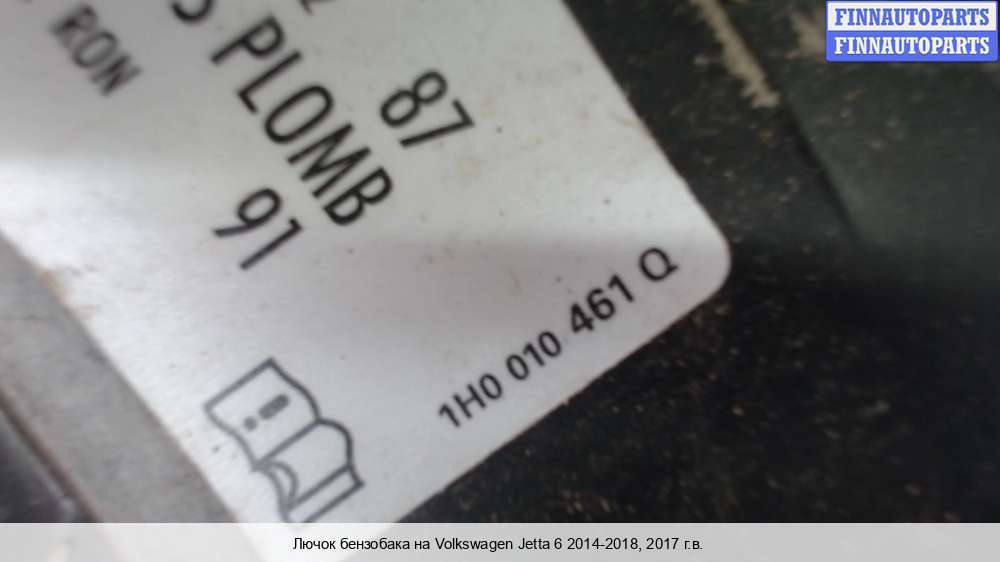 FINNAUTOPARTS
FINNAUTOPARTS
RON
PLOMB
87
91
1H0 010 461 Q
Лючок бензобака на Volkswagen Jetta 6 2014-2018, 2017 г.в.